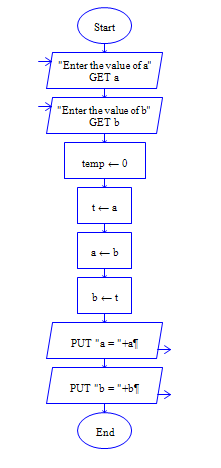 Start
"Enter the value of a"
GET a
"Enter the value of b"
GET b
temp ← 0
t ← a
a ← b
b ← t
PUT "a = "+a¶
PUT "b = "+b¶
End